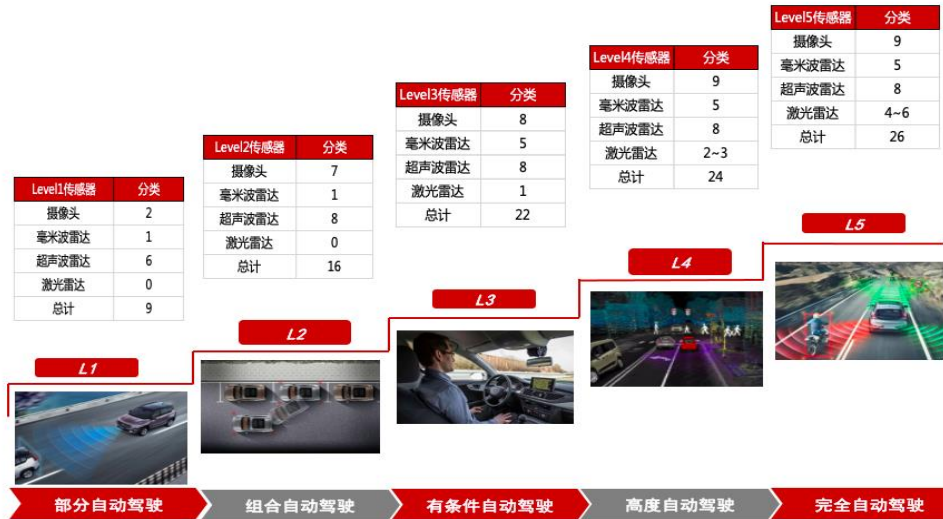 Level1传感器 分类
摄像头 2
毫米波雷达 1
超声波雷达 6
激光雷达 0
总计 9
Level2传感器 分类
摄像头 7
毫米波雷达 1
超声波雷达 8
激光雷达 0
总计 16
Level3传感器 分类
摄像头 8
毫米波雷达 5
超声波雷达 8
激光雷达 1
总计 22
Level4传感器 分类
摄像头 9
毫米波雷达 5
超声波雷达 8
激光雷达 2~3
总计 24
Level5传感器 分类
摄像头 9
毫米波雷达 5
超声波雷达 8
激光雷达 4~6
总计 26
L1
L2
L3
L4
L5
部分自动驾驶
组合自动驾驶
有条件自动驾驶
高度自动驾驶
完全自动驾驶